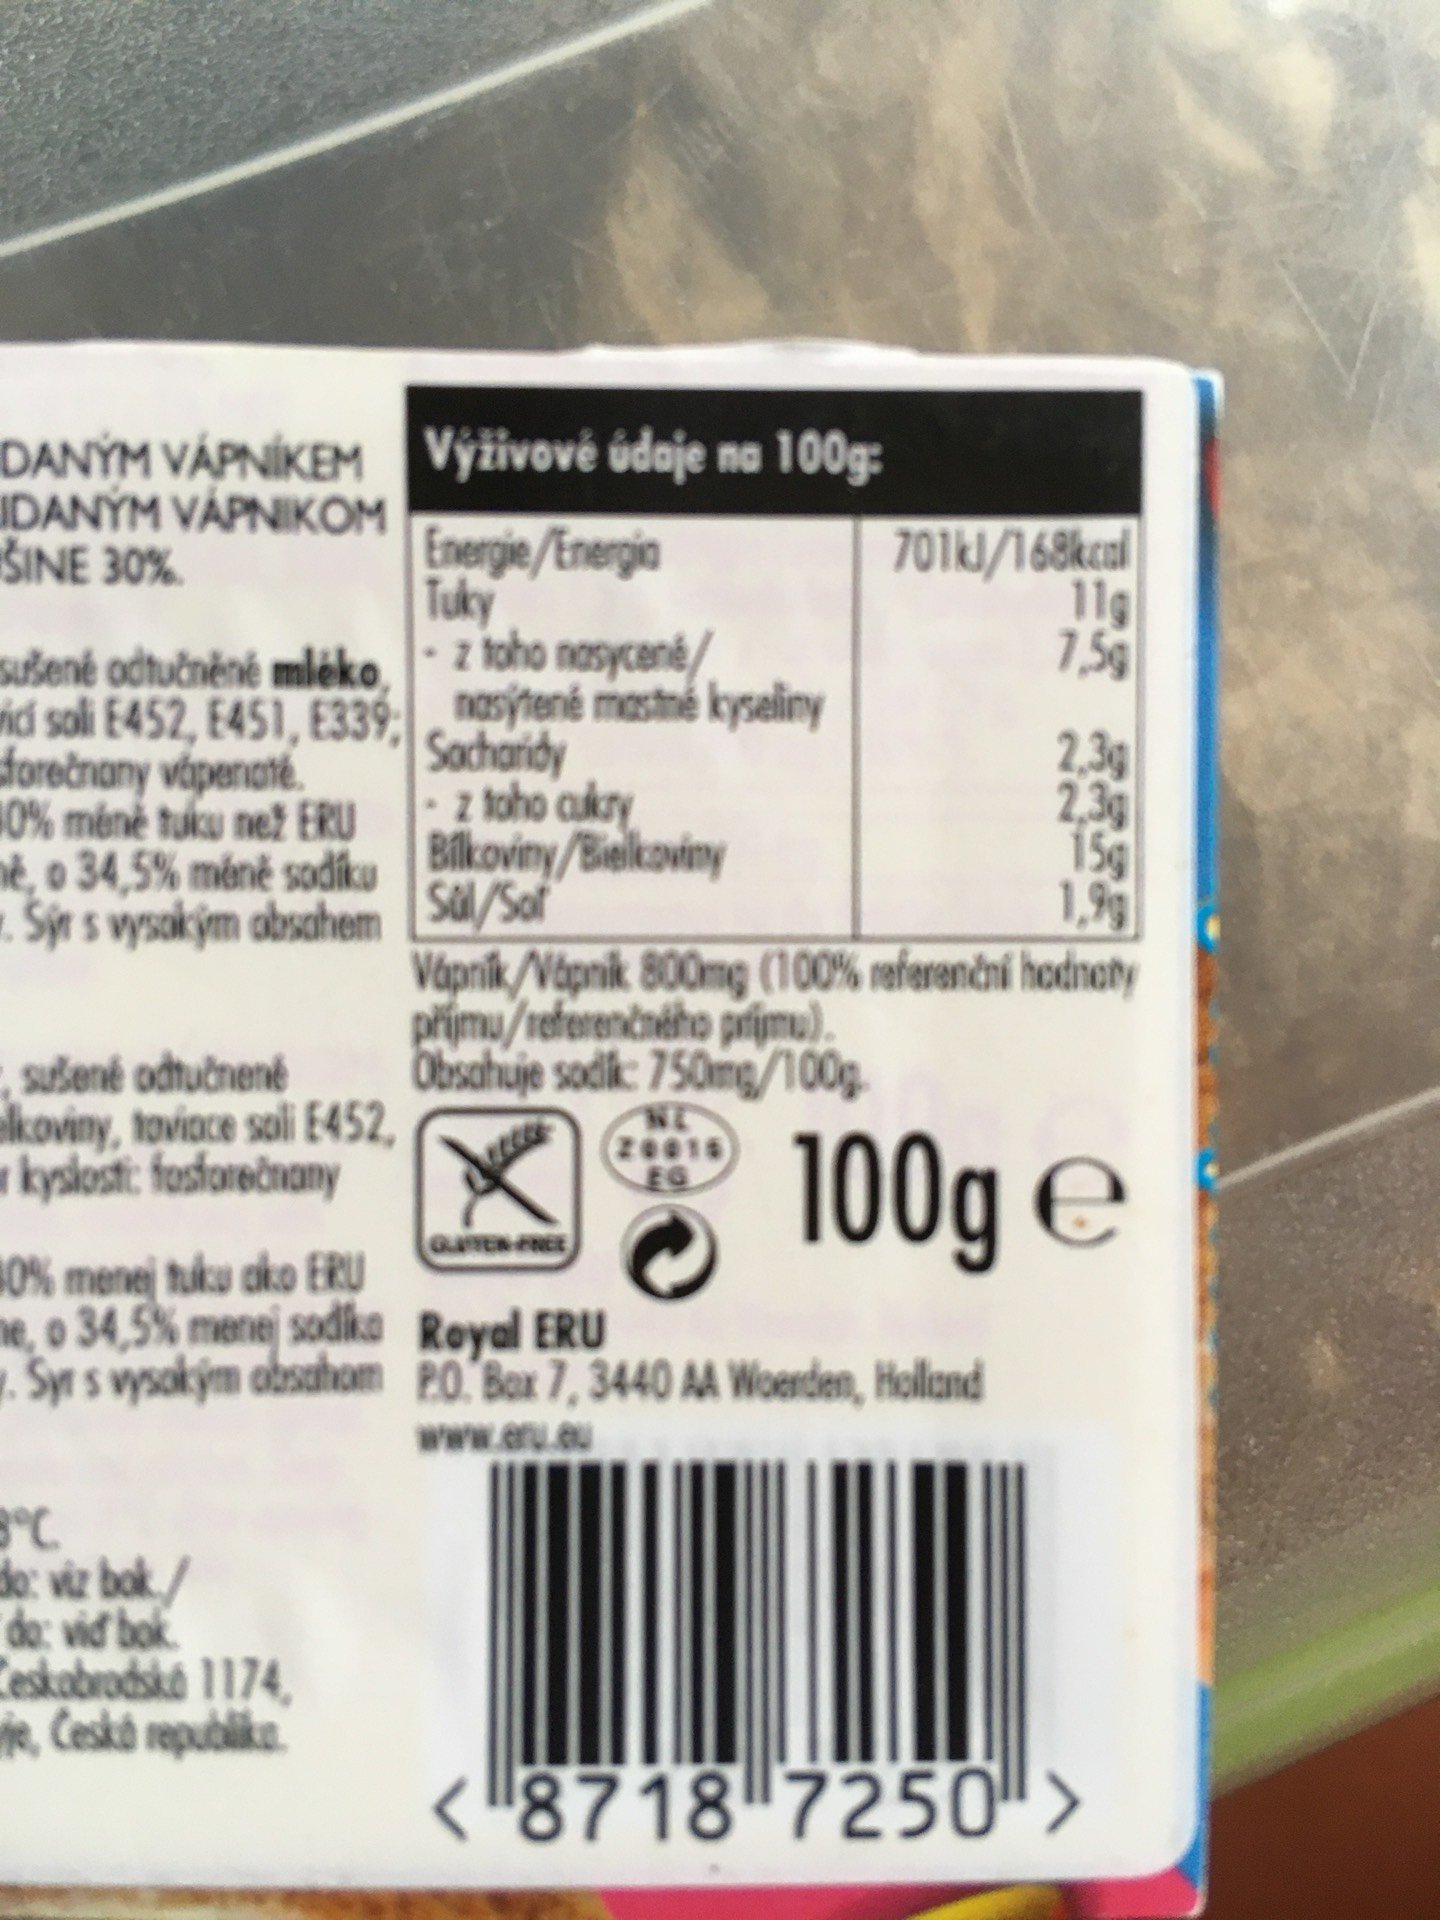 DANÝM VÁPNÍKEM
IDANÝM VÁPNIKOM
ŠINE 30%.
sušené odtučněné mléko,
vicí soli E452, E451, E339;
sforečnany vápenaté.
30% méně tuku než ERU
ně, o 34,5% méně sodíku
. Sýr s vysokým obsahem
, sušené odtučnené
elkoviny, taviace soli E452,
r kyslosti: fosforečnany
30% menej tuku ako ERU
ne, o 34,5% menej sodíka
. Syr s vysokým obsahom
8°C.
do: viz bok./
do: viď bok.
Českobrodská 1174,
yje, Česká republika.
Výživové údaje na 100g:
Energie/Energia 701kJ/168kcal
Tuky 11g
- z toho nasycené/ 7,5g
nasýtené mastné kyseliny
Sacharidy 2,3g
- z toho cukry 2,3g
Bílkoviny/Bielkoviny 15g
Sůl/Soľ 1,9g
Vápník/Vápnik 800mg (100% referenční hodnoty
příjmu/referenčného príjmu).
Obsahuje sodík: 750mg/100g.
GLUTEN-FREE
NL
Z0016
EG
100g e
Royal ERU
P.O. Box 7, 3440 AA Woerden, Holland
www.eru.eu
< 8718 7250 >